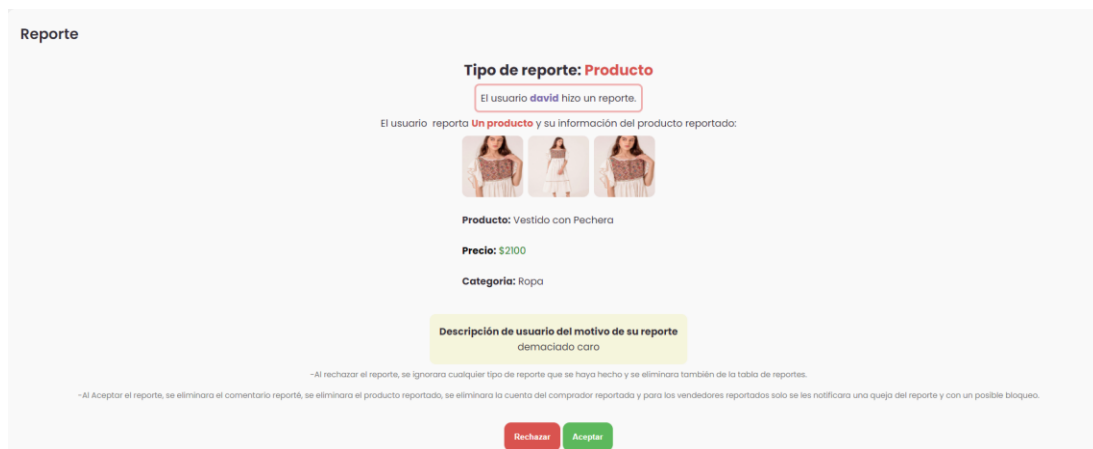 Reporte
Tipo de reporte: Producto
El usuario david hizo un reporte.
El usuario reporta Un producto y su información del producto reportado:
Producto: Vestido con Pechera
Precio: $2100
Categoria: Ropa
Descripción de usuario del motivo de su reporte
demaciado caro
-Al rechazar el reporte, se ignorara cualquier tipo de reporte que se haya hecho y se eliminara también de la tabla de reportes.
-Al Aceptar el reporte, se eliminara el comentario reporté, se eliminara el producto reportado, se eliminara la cuenta del comprador reportada y para los vendedores reportados solo se les notificara una queja del reporte y con un posible bloqueo.
Rechazar Aceptar